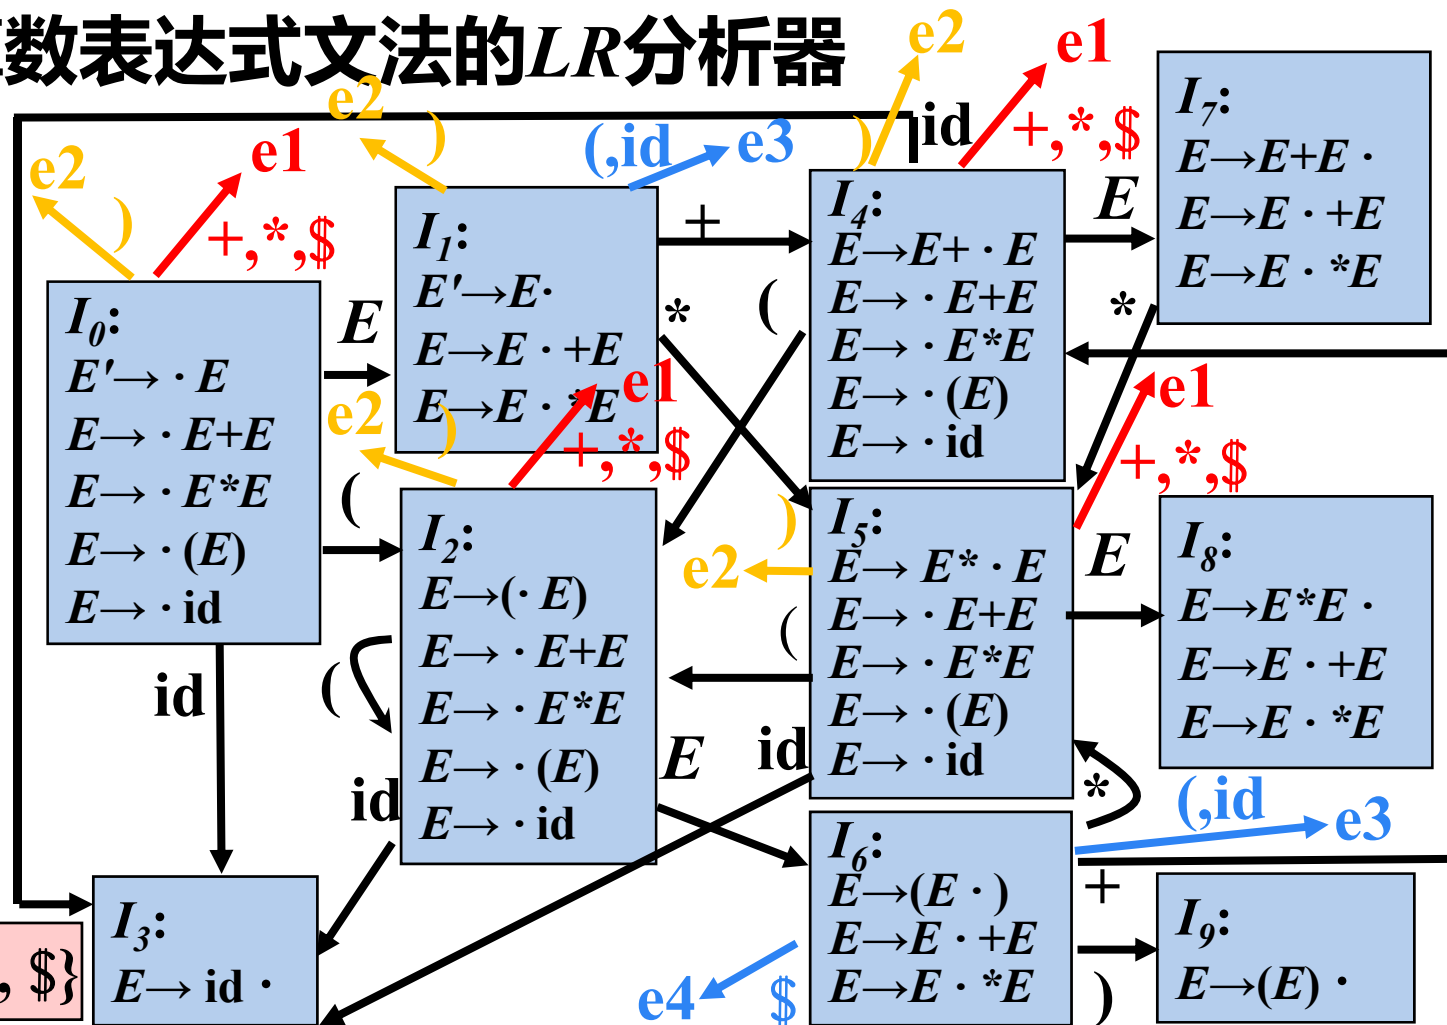 数表达式文法的LR分析器
e2
)
e1
+,*,$
I0:
E'→ · E
E→ · E+E
E→ · E*E
E→ · (E)
E→ · id
E
(
id
e2
)
(,id
e3
I1:
E'→E·
E→E · +E
E→E · *E
+
*
e2
)
e1
+,*,$
I2:
E→(· E)
E→ · E+E
E→ · E*E
E→ · (E)
E→ · id
(
id
E
, $}
I3:
E→ id ·
e2
)
id
e1
+,*,$
I4:
E→E+ · E
E→ · E+E
E→ · E*E
E→ · (E)
E→ · id
(
E
e1
+,*,$
e2
)
I5:
E→ E* · E
E→ · E+E
E→ · E*E
E→ · (E)
E→ · id
(
id
E
*
I6:
E→(E · )
E→E · +E
E→E · *E
(,id
e3
+
)
e4
$
I7:
E→E+E ·
E→E · +E
E→E · *E
*
I8:
E→E*E ·
E→E · +E
E→E · *E
I9:
E→(E) ·